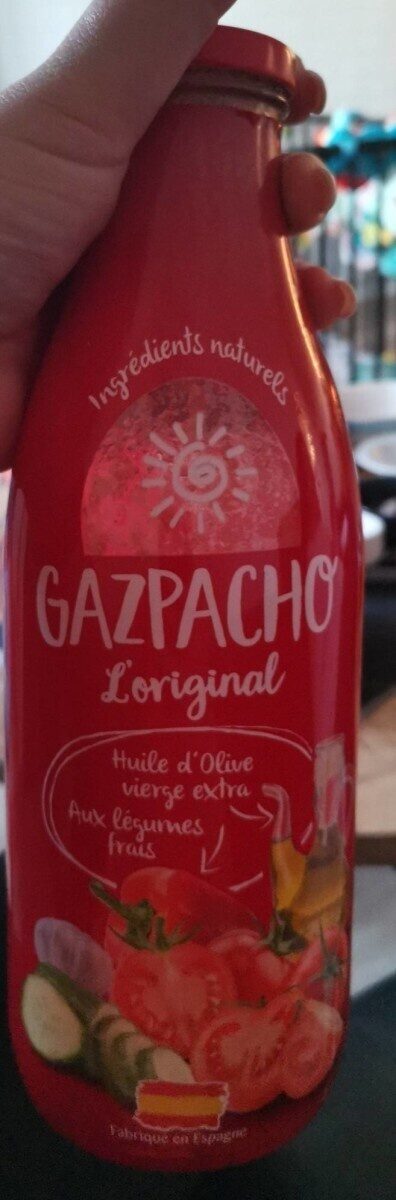 Ingrédients naturels
GAZPACHO
L'original
Huile d'Olive
vierge extra
Aux légumes
frais
Fabriqué en Espagne